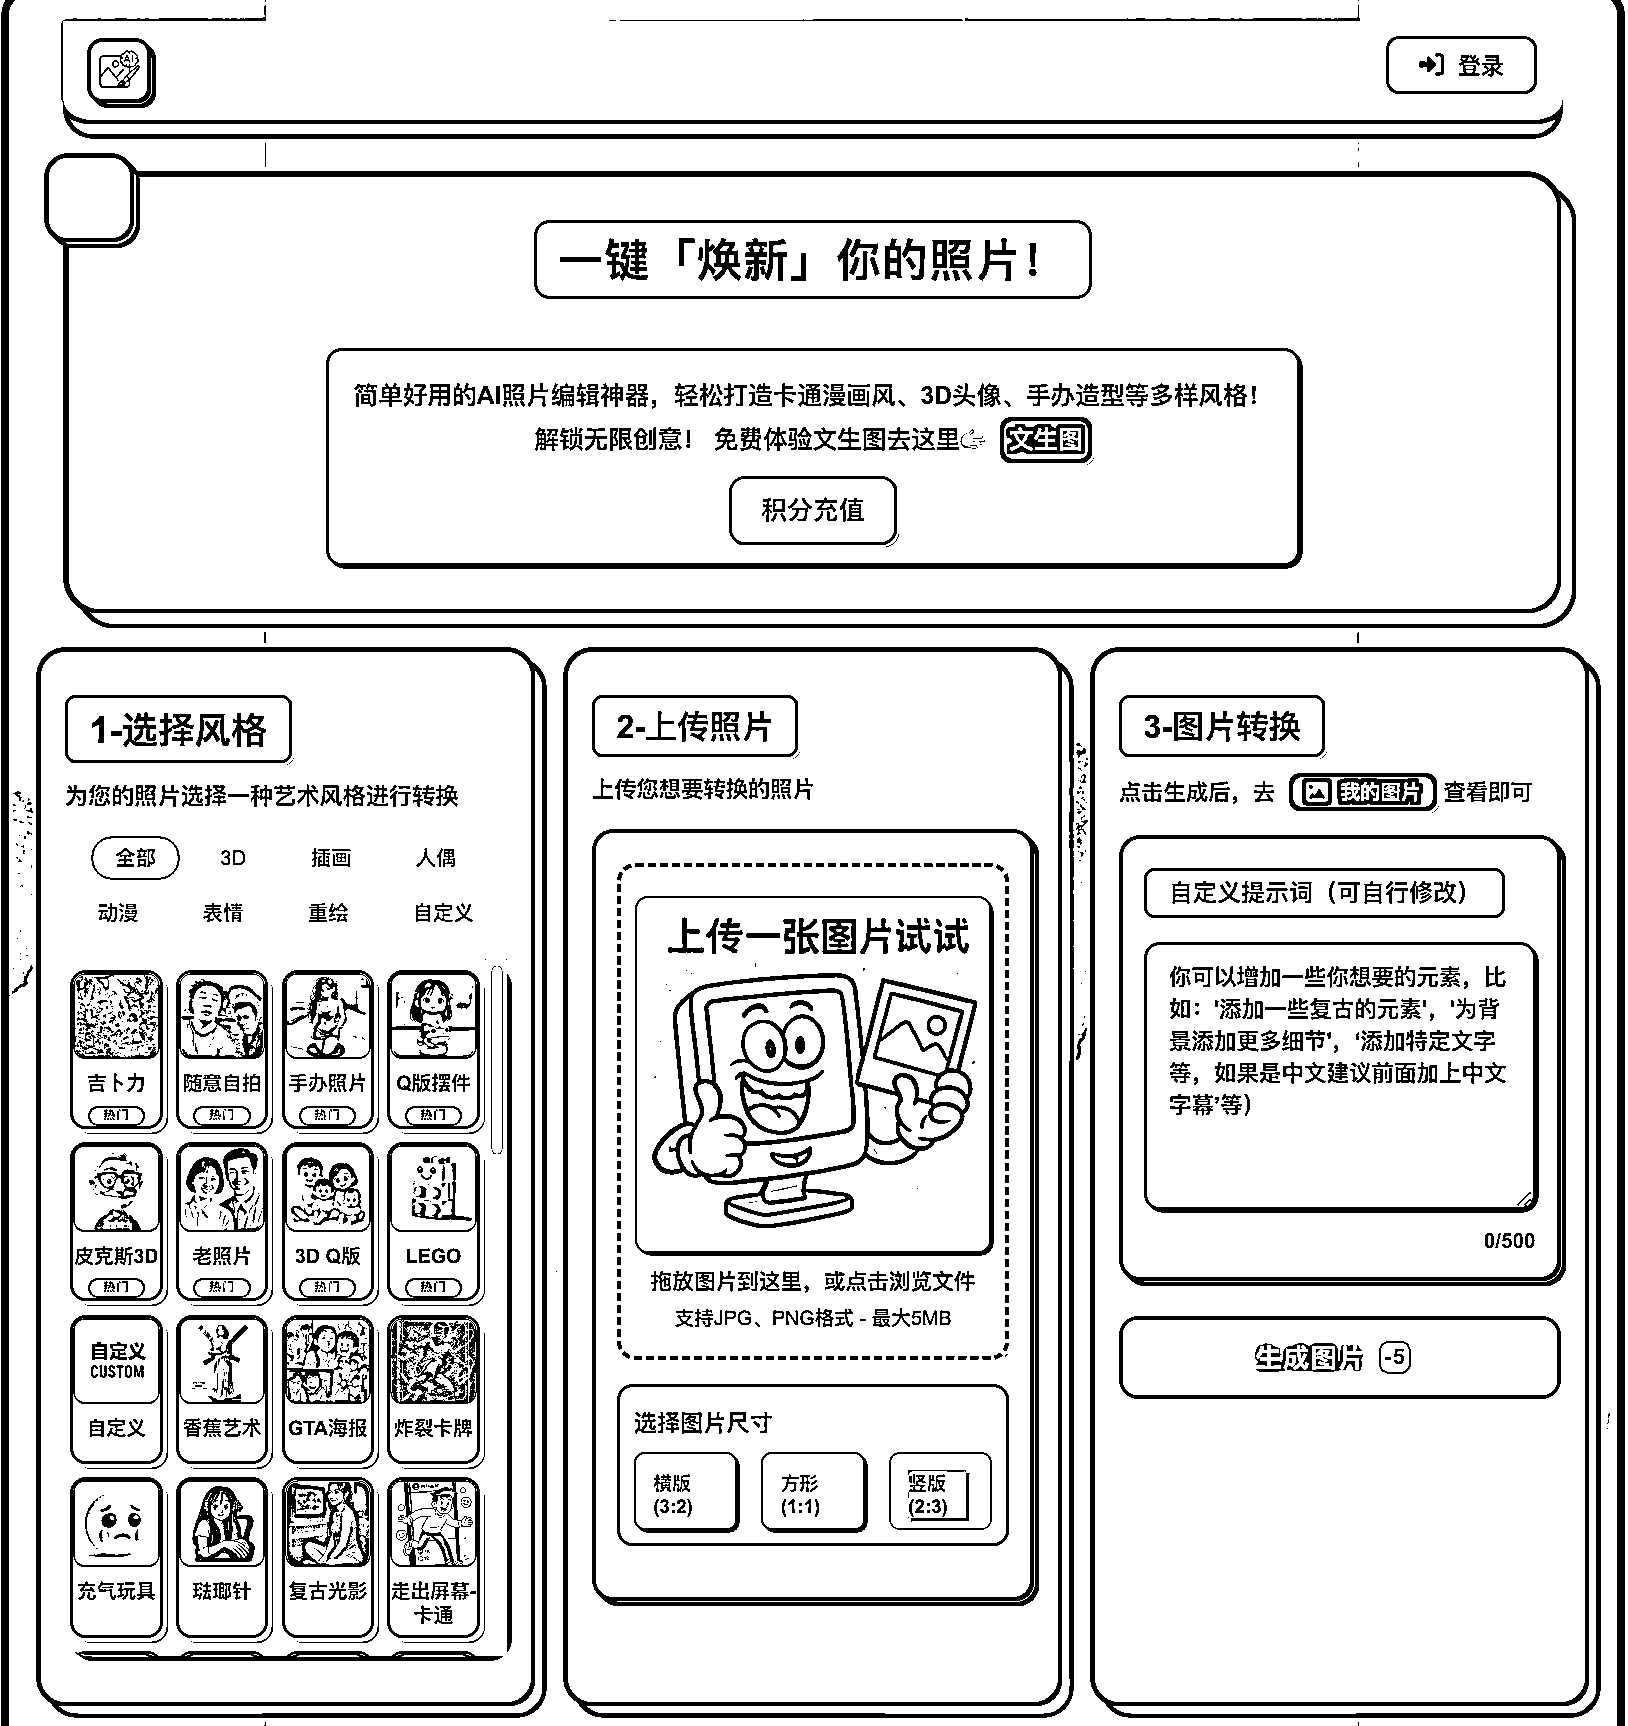 登录
一键「焕新」你的照片！
简单好用的AI照片编辑神器，轻松打造卡通漫画风、3D头像、手办造型等多样风格！
解锁无限创意！ 免费体验文生图去这里 文生图
积分充值
1-选择风格
为您的照片选择一种艺术风格进行转换
全部 3D 插画 人偶
动漫 表情 重绘 自定义
吉卜力 随意自拍 手办照片 Q版摆件
热门 热门 热门 热门
皮克斯3D 老照片 3D Q版 LEGO
热门 热门 热门 热门
自定义
CUSTOM
自定义 香蕉艺术 GTA海报 炸裂卡牌
充气玩具 珐瑯针 复古光影 走出屏幕-
卡通
2-上传照片
上传您想要转换的照片
上传一张图片试试
拖放图片到这里，或点击浏览文件
支持JPG、PNG格式 - 最大5MB
选择图片尺寸
横版 方形 竖版
(3:2) (1:1) (2:3)
3-图片转换
点击生成后，去 我的图片 查看即可
自定义提示词（可自行修改）
你可以增加一些你想要的元素，比
如：'添加一些复古的元素'，'为背
景添加更多细节'，'添加特定文字
等，如果是中文建议前面加上中文
字幕'等）
0/500
生成图片 -5